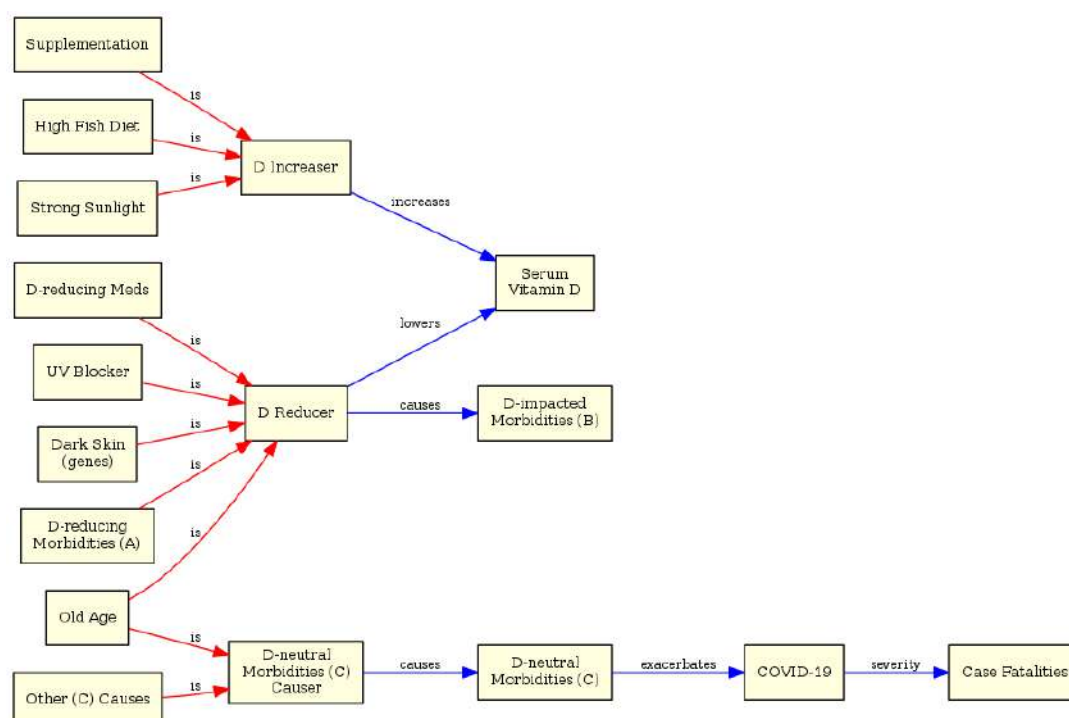 Supplementation
is
High Fish Diet
is
D Increaser
is
Strong Sunlight
increases
Serum
Vitamin D
D-reducing Meds
lowers
is
UV Blocker
is
D Reducer
causes
D-impacted
Morbidities (B)
is
Dark Skin
(genes)
is
D-reducing
Morbidities (A)
is
Old Age
is
D-neutral
Morbidities (C)
Causer
causes
D-neutral
Morbidities (C)
exacerbates
COVID-19
severity
Case Fatalities
is
Other (C) Causes